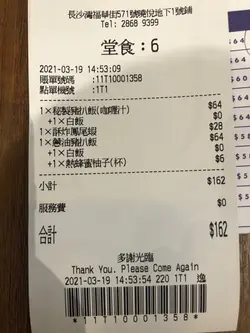 長沙灣福華街571號曉悅地下1號鋪
Tel: 2868 9399
堂食:6
2021-03-19 14:53:09
賬單號碼: 11T10001358
點單機號: 1T1
1×秘製豬扒飯(咖喱汁) $64
+1×白飯 $0
1×酥炸鳳尾蝦 $28
1×蔥油豬扒飯 $64
+1×白飯 $0
+1×熱蜂蜜柚子(杯) $6
小計 $162
服務費 $0
合計 $162
多謝光臨
Thank You. Please Come Again
2021-03-19 14:53:54 220 1T1 逸
*11T10001358*